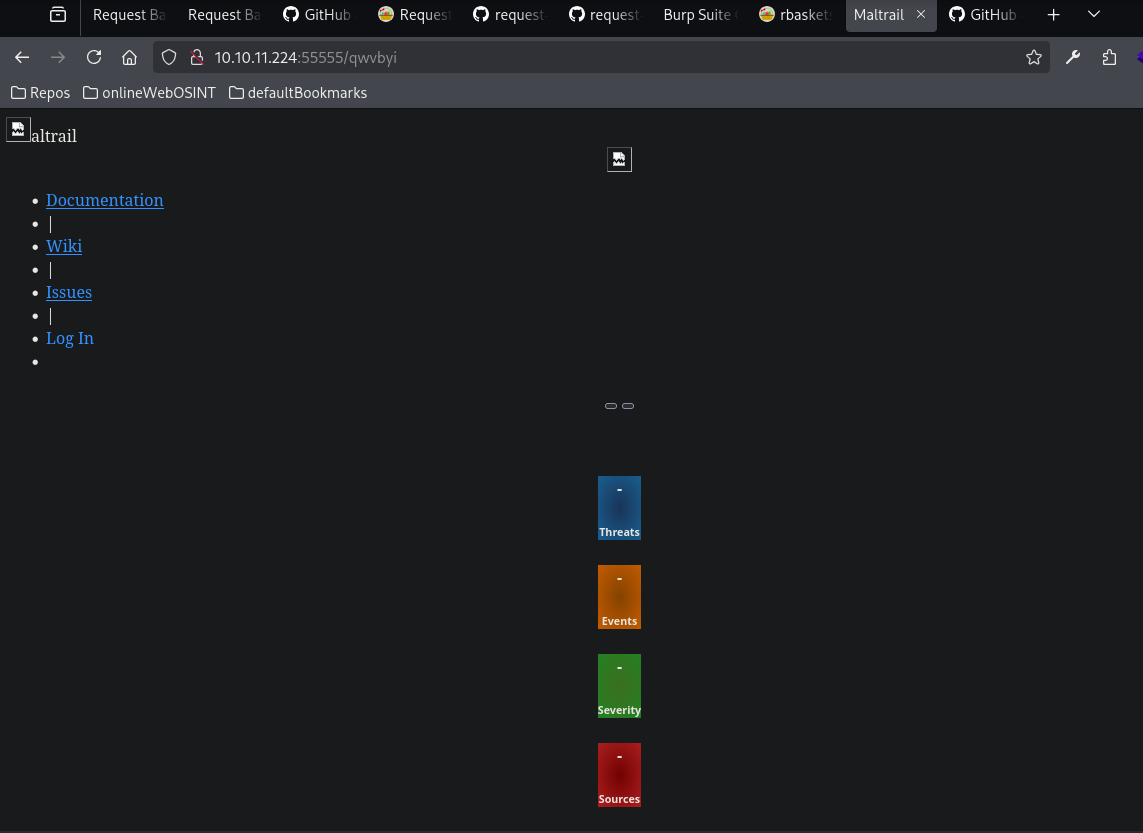 Request Ba
Request Ba
GitHub
Request
request-
request-
Burp Suite
rbaskets
Maltrail
GitHub
10.10.11.224:55555/qwvbyi
Repos onlineWebOSINT defaultBookmarks
altrail
Documentation
|
Wiki
|
Issues
|
Log In
-
Threats
-
Events
-
Severity
-
Sources